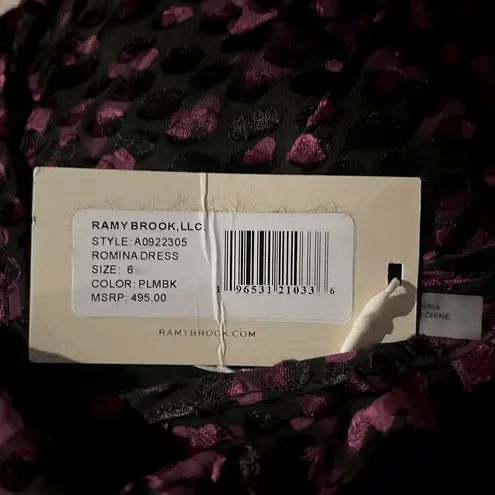 RAMY BROOK, LLC.
STYLE: A0922305
ROMINA DRESS
SIZE: 6
COLOR: PLMBK
MSRP: 495.00
1 96531 21033 6
RAMYBROOK.COM
CHINE